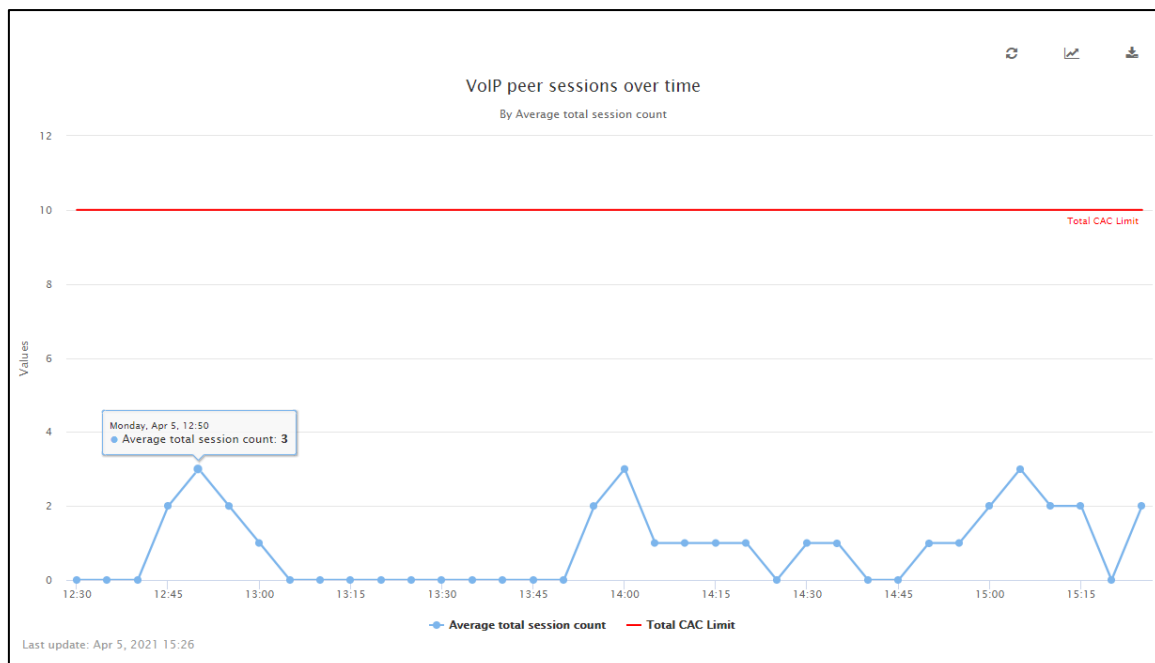 VoIP peer sessions over time
By Average total session count
12
10
Total CAC Limit
8
6
Values
4
Monday, Apr 5, 12:50
Average total session count: 3
2
0
12:30 12:45 13:00 13:15 13:30 13:45 14:00 14:15 14:30 14:45 15:00 15:15
Average total session count Total CAC Limit
Last update: Apr 5, 2021 15:26